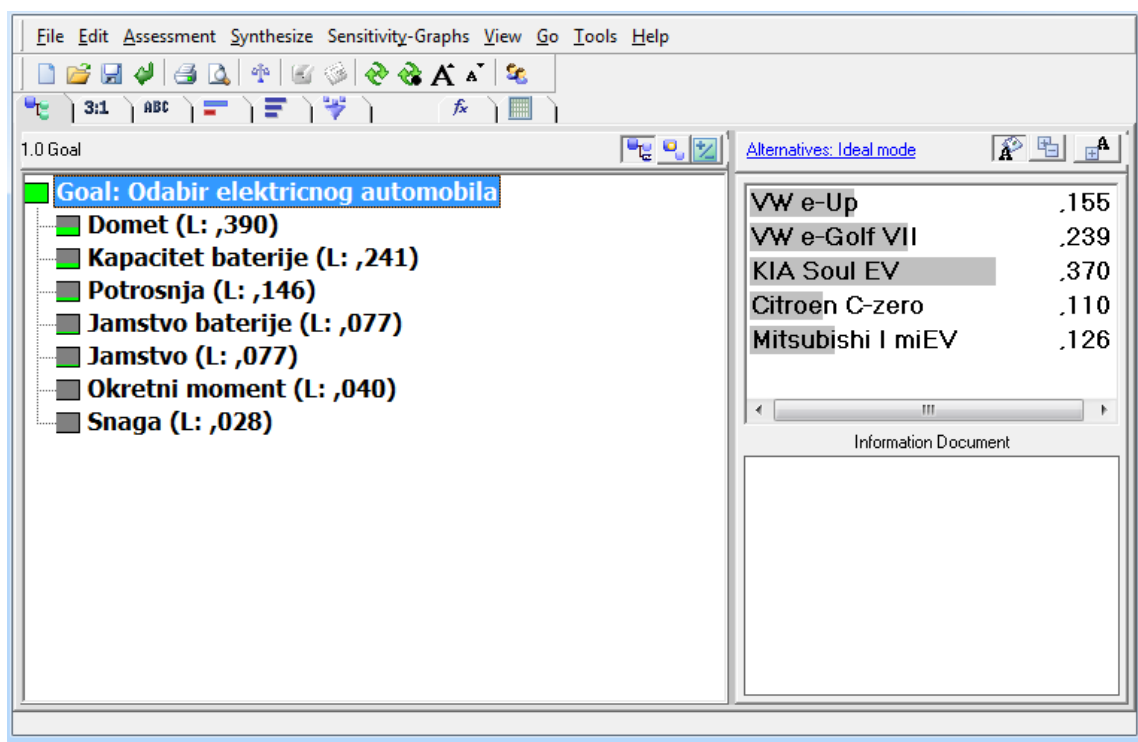 File Edit Assessment Synthesize Sensitivity-Graphs View Go Tools Help
3:1 ABC fx
1.0 Goal
Goal: Odabir elektricnog automobila
Domet (L: ,390)
Kapacitet baterije (L: ,241)
Potrosnja (L: ,146)
Jamstvo baterije (L: ,077)
Jamstvo (L: ,077)
Okretni moment (L: ,040)
Snaga (L: ,028)
Alternatives: Ideal mode
VW e-Up ,155
VW e-Golf VII ,239
KIA Soul EV ,370
Citroen C-zero ,110
Mitsubishi I miEV ,126
Information Document